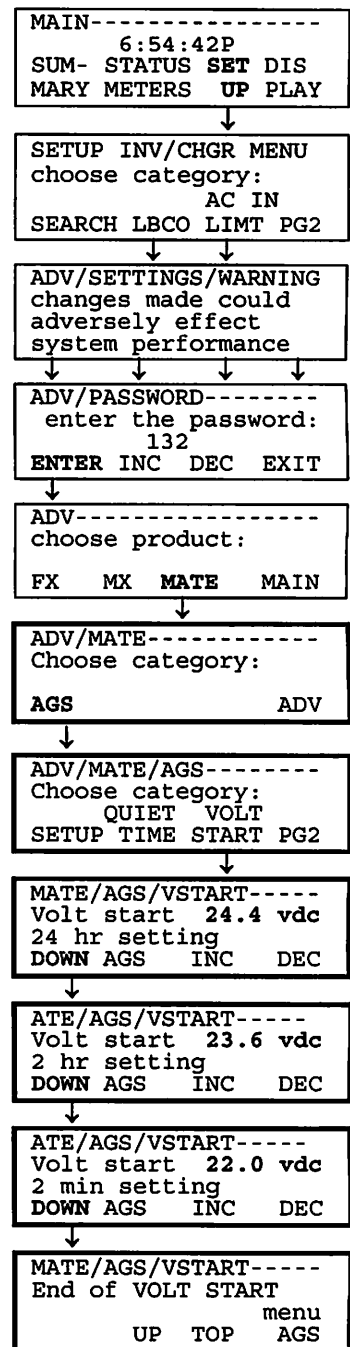 MAIN-----------------
6:54:42P
SUM- STATUS SET DIS
MARY METERS UP PLAY
SETUP INV/CHGR MENU
choose category:
AC IN
SEARCH LBCO LIMT PG2
ADV/SETTINGS/WARNING
changes made could
adversely effect
system performance
ADV/PASSWORD--------
enter the password:
132
ENTER INC DEC EXIT
ADV-----------------
choose product:
FX MX MATE MAIN
ADV/MATE------------
Choose category:
AGS ADV
ADV/MATE/AGS--------
Choose category:
QUIET VOLT
SETUP TIME START PG2
MATE/AGS/VSTART-----
Volt start 24.4 vdc
24 hr setting
DOWN AGS INC DEC
ATE/AGS/VSTART-----
Volt start 23.6 vdc
2 hr setting
DOWN AGS INC DEC
ATE/AGS/VSTART-----
Volt start 22.0 vdc
2 min setting
DOWN AGS INC DEC
MATE/AGS/VSTART-----
End of VOLT START
menu
UP TOP AGS